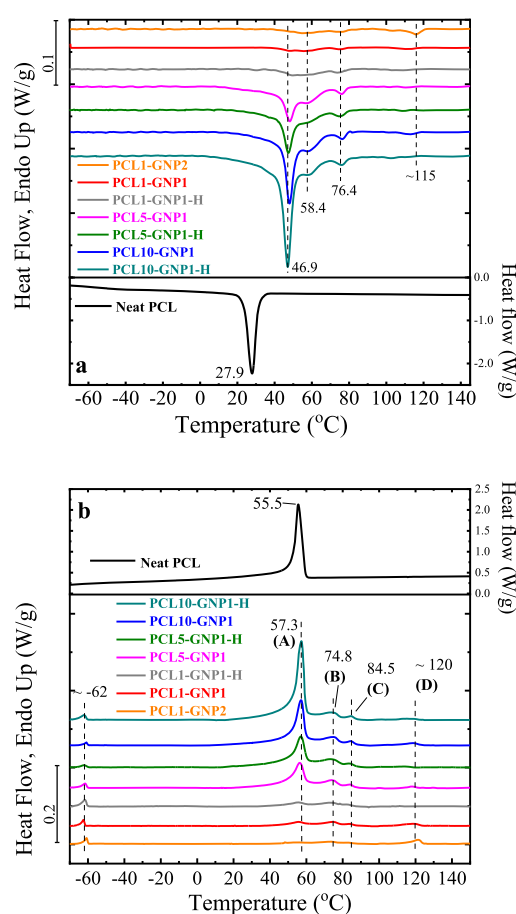 Heat Flow, Endo Up (W/g)
0.1
PCL1-GNP2
PCL1-GNP1
PCL1-GNP1-H
PCL5-GNP1
PCL5-GNP1-H
PCL10-GNP1
PCL10-GNP1-H
46.9
58.4
76.4
~115
Neat PCL
27.9
a
0.0
-1.0
-2.0
Heat flow (W/g)
-60 -40 -20 0 20 40 60 80 100 120 140
Temperature (°C)
b
55.5
Neat PCL
2.5
2.0
1.5
1.0
0.5
0.0
Heat flow (W/g)
Heat Flow, Endo Up (W/g)
0.2
PCL10-GNP1-H
PCL10-GNP1
PCL5-GNP1-H
PCL5-GNP1
PCL1-GNP1-H
PCL1-GNP1
PCL1-GNP2
~ -62
57.3
(A)
74.8
(B)
84.5
(C)
~ 120
(D)
-60 -40 -20 0 20 40 60 80 100 120 140
Temperature (°C)